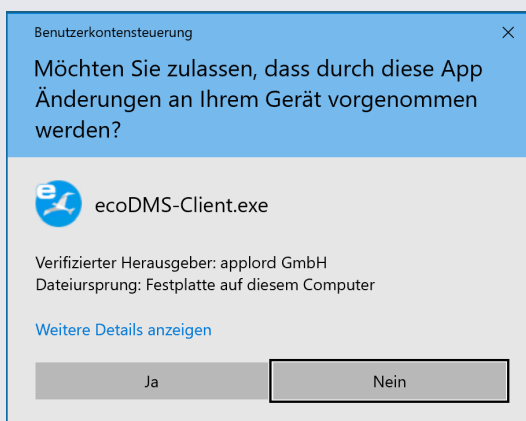 Benutzerkontensteuerung
Möchten Sie zulassen, dass durch diese App
Änderungen an Ihrem Gerät vorgenommen
werden?
e
ecoDMS-Client.exe
Verifizierter Herausgeber: applord GmbH
Dateiursprung: Festplatte auf diesem Computer
Weitere Details anzeigen
Ja
Nein